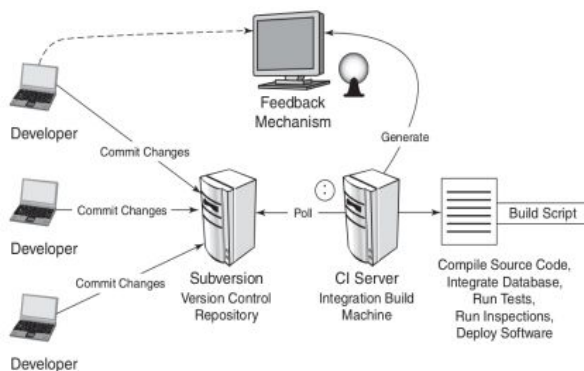 Feedback
Mechanism
Developer
Generate
Commit Changes
Developer
Commit Changes
Poll
Build Script
Commit Changes
Subversion
Version Control
Repository
CI Server
Integration Build
Machine
Compile Source Code,
Integrate Database,
Run Tests,
Run Inspections,
Deploy Software
Developer